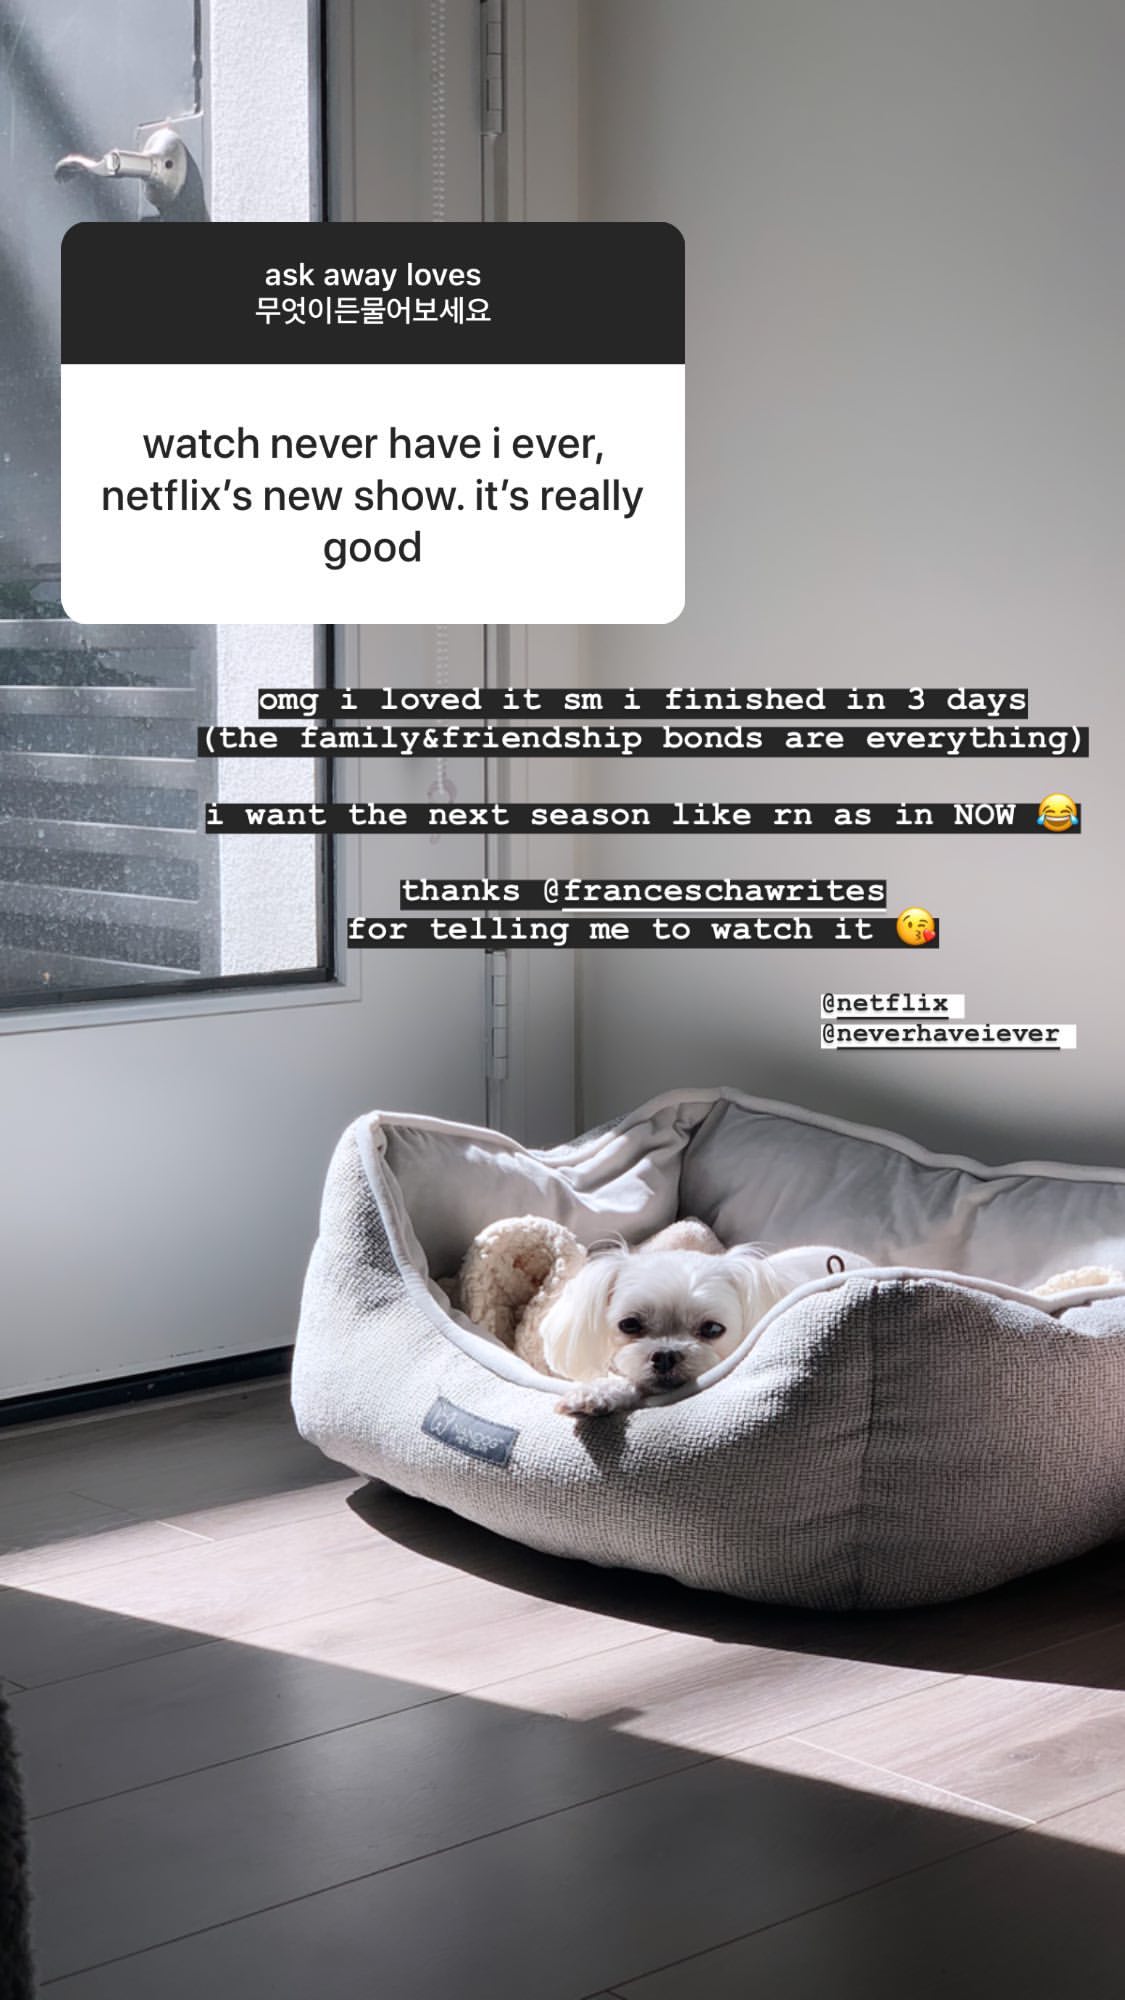 ask away loves
무엇이든물어보세요
watch never have i ever,
netflix's new show. it's really
good
omg i loved it sm i finished in 3 days
(the family&friendship bonds are everything)
i want the next season like rn as in NOW 😂
thanks @franceschawrites
for telling me to watch it 😘
@netflix
@neverhaveiever